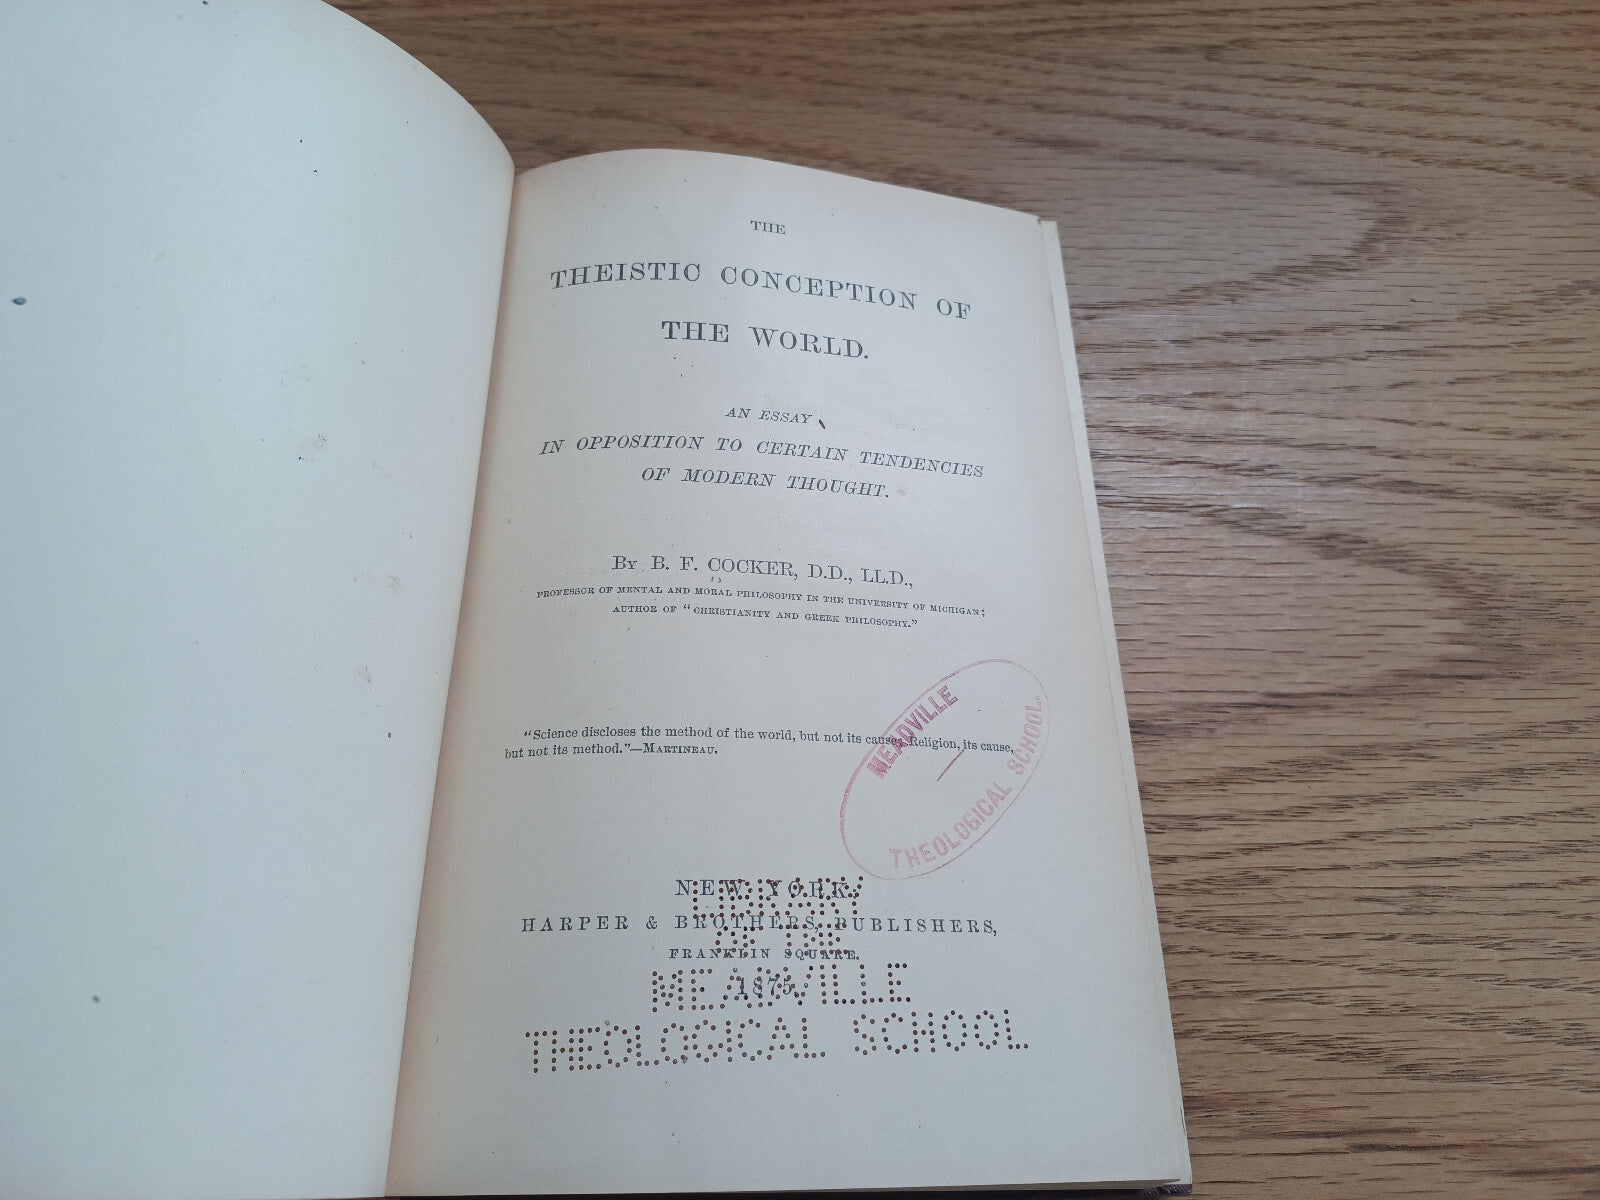 THE
THEISTIC CONCEPTION OF
THE WORLD.
AN ESSAY
IN OPPOSITION TO CERTAIN TENDENCIES
OF MODERN THOUGHT.
BY B. F. COCKER, D.D., LL.D.,
PROFESSOR OF MENTAL AND MORAL PHILOSOPHY IN THE UNIVERSITY OF MICHIGAN;
AUTHOR OF "CHRISTIANITY AND GREEK PHILOSOPHY."
"Science discloses the method of the world, but not its cause; Religion, its cause,
but not its method."—MARTINEAU.
MEADVILLE
THEOLOGICAL SCHOOL.
NEW YORK:
HARPER & BROTHERS, PUBLISHERS,
FRANKLIN SQUARE.
1875.
LIBRARY
OF THE
MEADVILLE
THEOLOGICAL SCHOOL